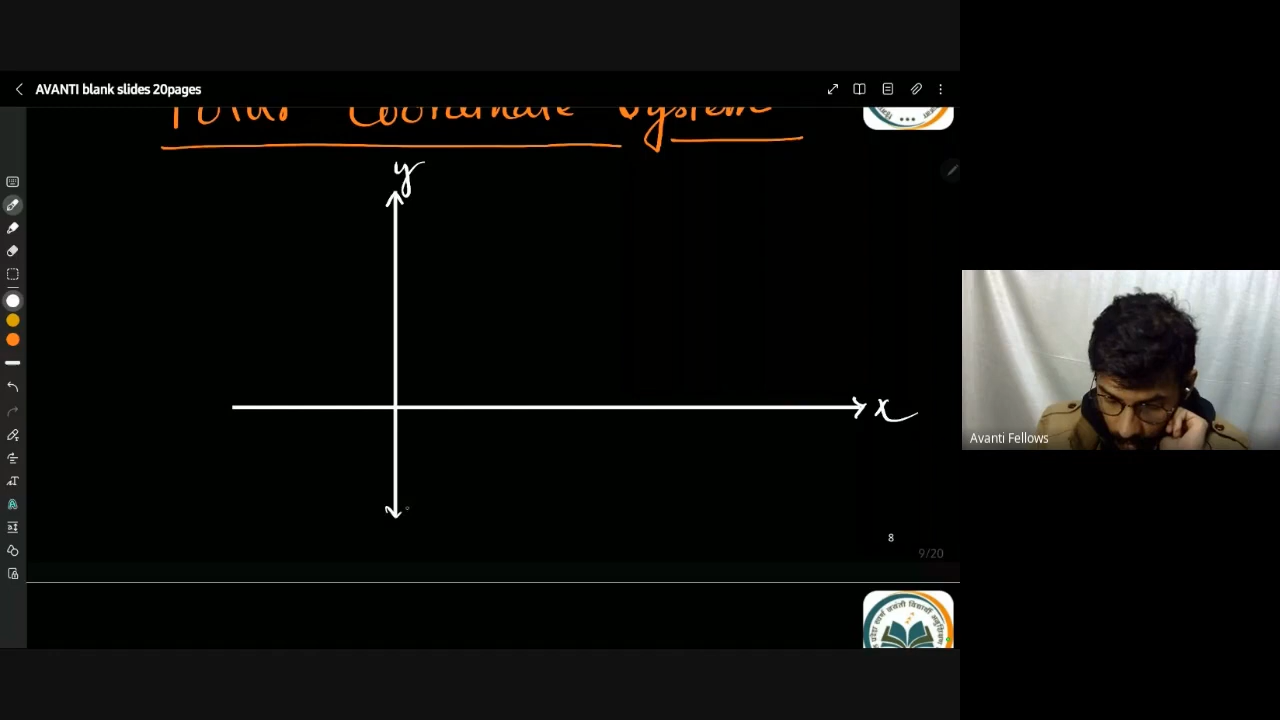 AVANTI blank slides 20pages
Polar Coordinate System
y
x
Avanti Fellows
8
9/20